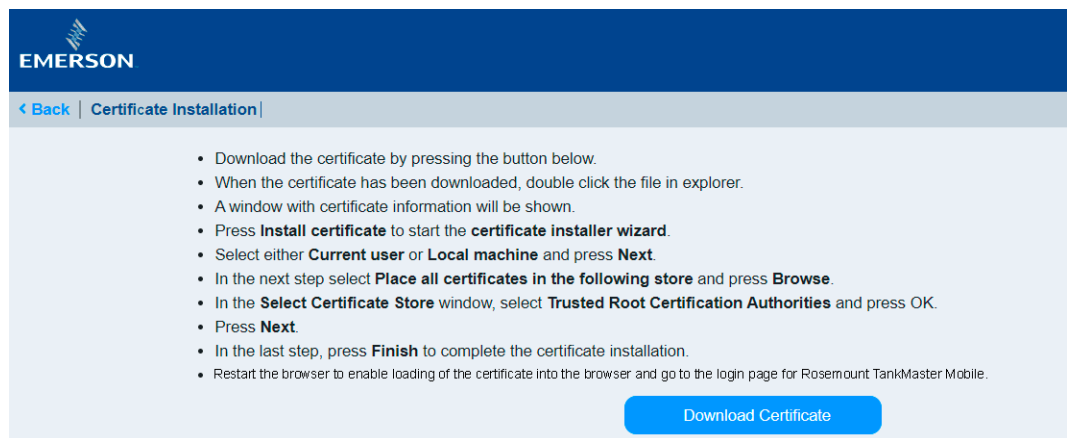 EMERSON
< Back | Certificate Installation|
• Download the certificate by pressing the button below.
• When the certificate has been downloaded, double click the file in explorer.
• A window with certificate information will be shown.
• Press Install certificate to start the certificate installer wizard.
• Select either Current user or Local machine and press Next.
• In the next step select Place all certificates in the following store and press Browse.
• In the Select Certificate Store window, select Trusted Root Certification Authorities and press OK.
• Press Next.
• In the last step, press Finish to complete the certificate installation.
• Restart the browser to enable loading of the certificate into the browser and go to the login page for Rosemount TankMaster Mobile.
Download Certificate